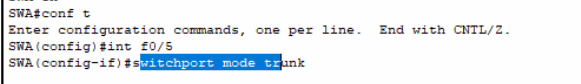 SWA#conf t
Enter configuration commands, one per line.  End with CNTL/Z.
SWA(config)#int f0/5
SWA(config-if)#switchport mode trunk